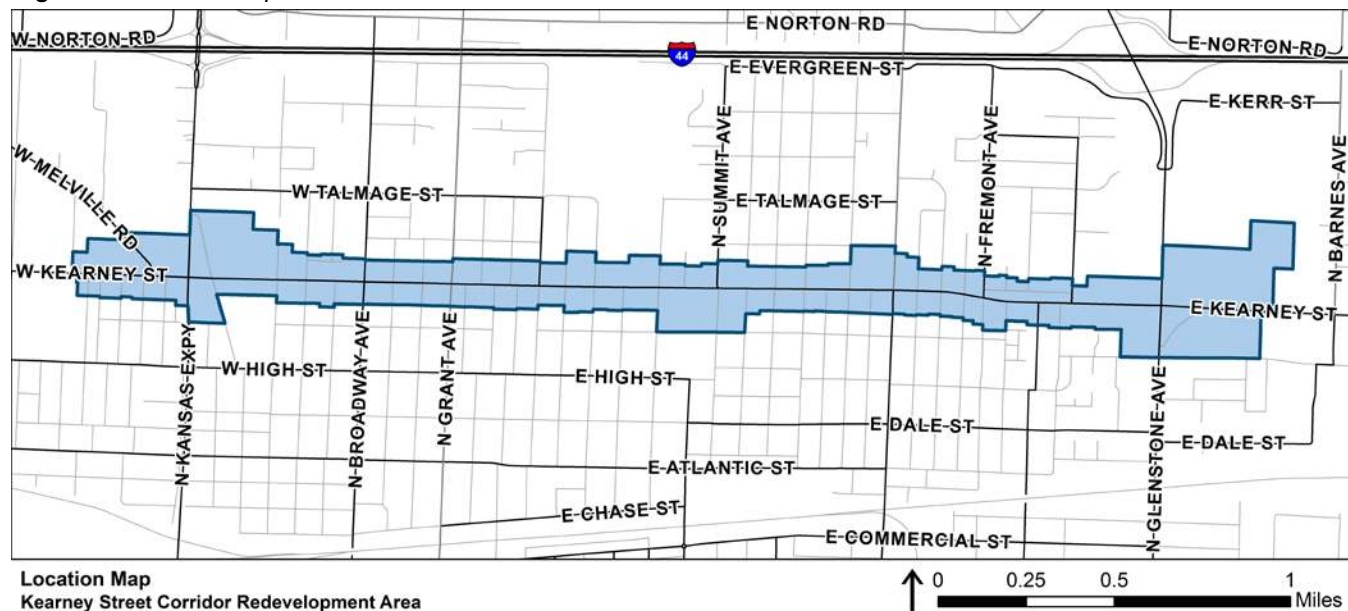 E NORTON RD
W NORTON RD
E NORTON RD
44
E EVERGREEN ST
E KERR ST
W MELVILLE RD
N SUMMIT AVE
N FREMONT AVE
N BARNES AVE
W TALMAGE ST
E TALMAGE ST
W KEARNEY ST
E KEARNEY ST
N KANSAS EXPY
N BROADWAY AVE
N GRANT AVE
W HIGH ST
E HIGH ST
N GLENSTONE AVE
E DALE ST
E DALE ST
E ATLANTIC ST
E CHASE ST
E COMMERCIAL ST
Location Map
Kearney Street Corridor Redevelopment Area
0 0.25 0.5 1
Miles